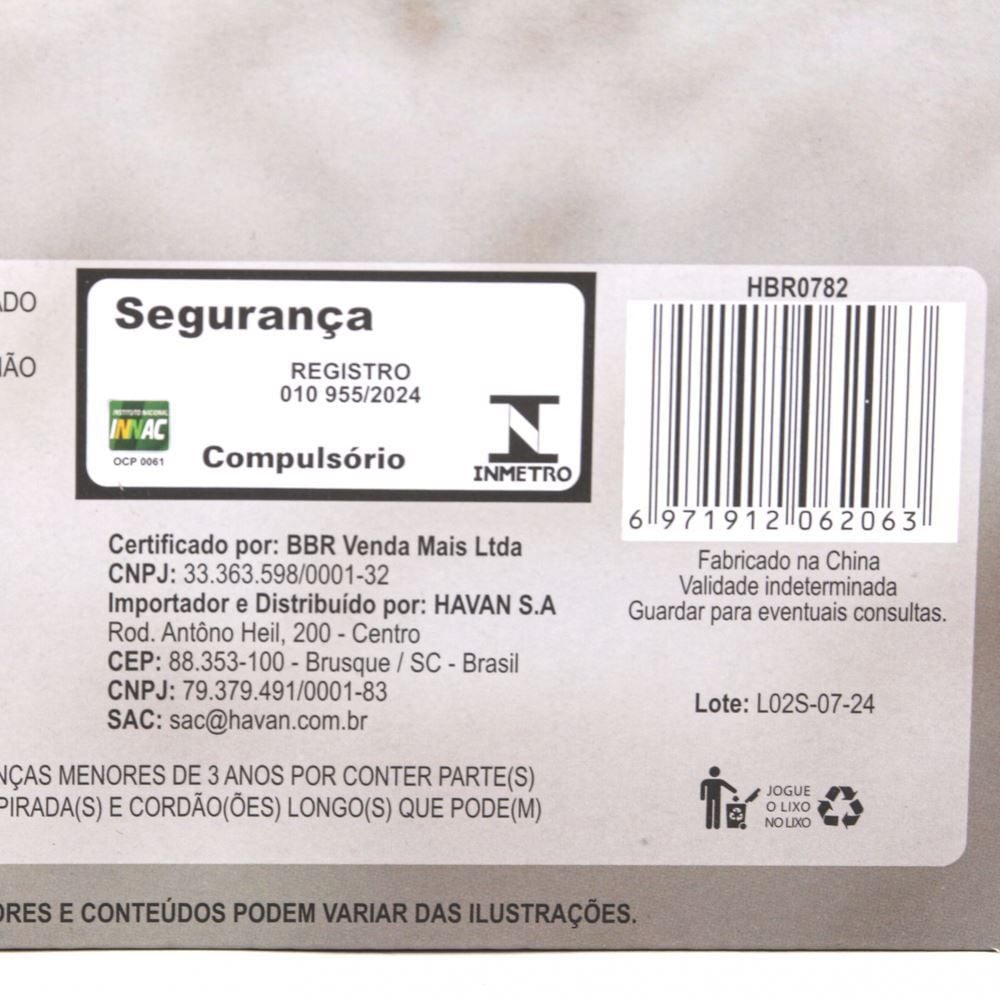 ADO
ÃO
Segurança
REGISTRO
010 955/2024
INSTITUTO NACIONAL
INNAC
OCP 0061
Compulsório
INMETRO
HBR0782
6 971912 062063
Certificado por: BBR Venda Mais Ltda
CNPJ: 33.363.598/0001-32
Importador e Distribuído por: HAVAN S.A
Rod. Antôno Heil, 200 - Centro
CEP: 88.353-100 - Brusque / SC - Brasil
CNPJ: 79.379.491/0001-83
SAC: sac@havan.com.br
Fabricado na China
Validade indeterminada
Guardar para eventuais consultas.
Lote: L02S-07-24
NÇAS MENORES DE 3 ANOS POR CONTER PARTE(S)
PIRADA(S) E CORDÃO(ÕES) LONGO(S) QUE PODE(M)
JOGUE
O LIXO
NO LIXO
ORES E CONTEÚDOS PODEM VARIAR DAS ILUSTRAÇÕES.